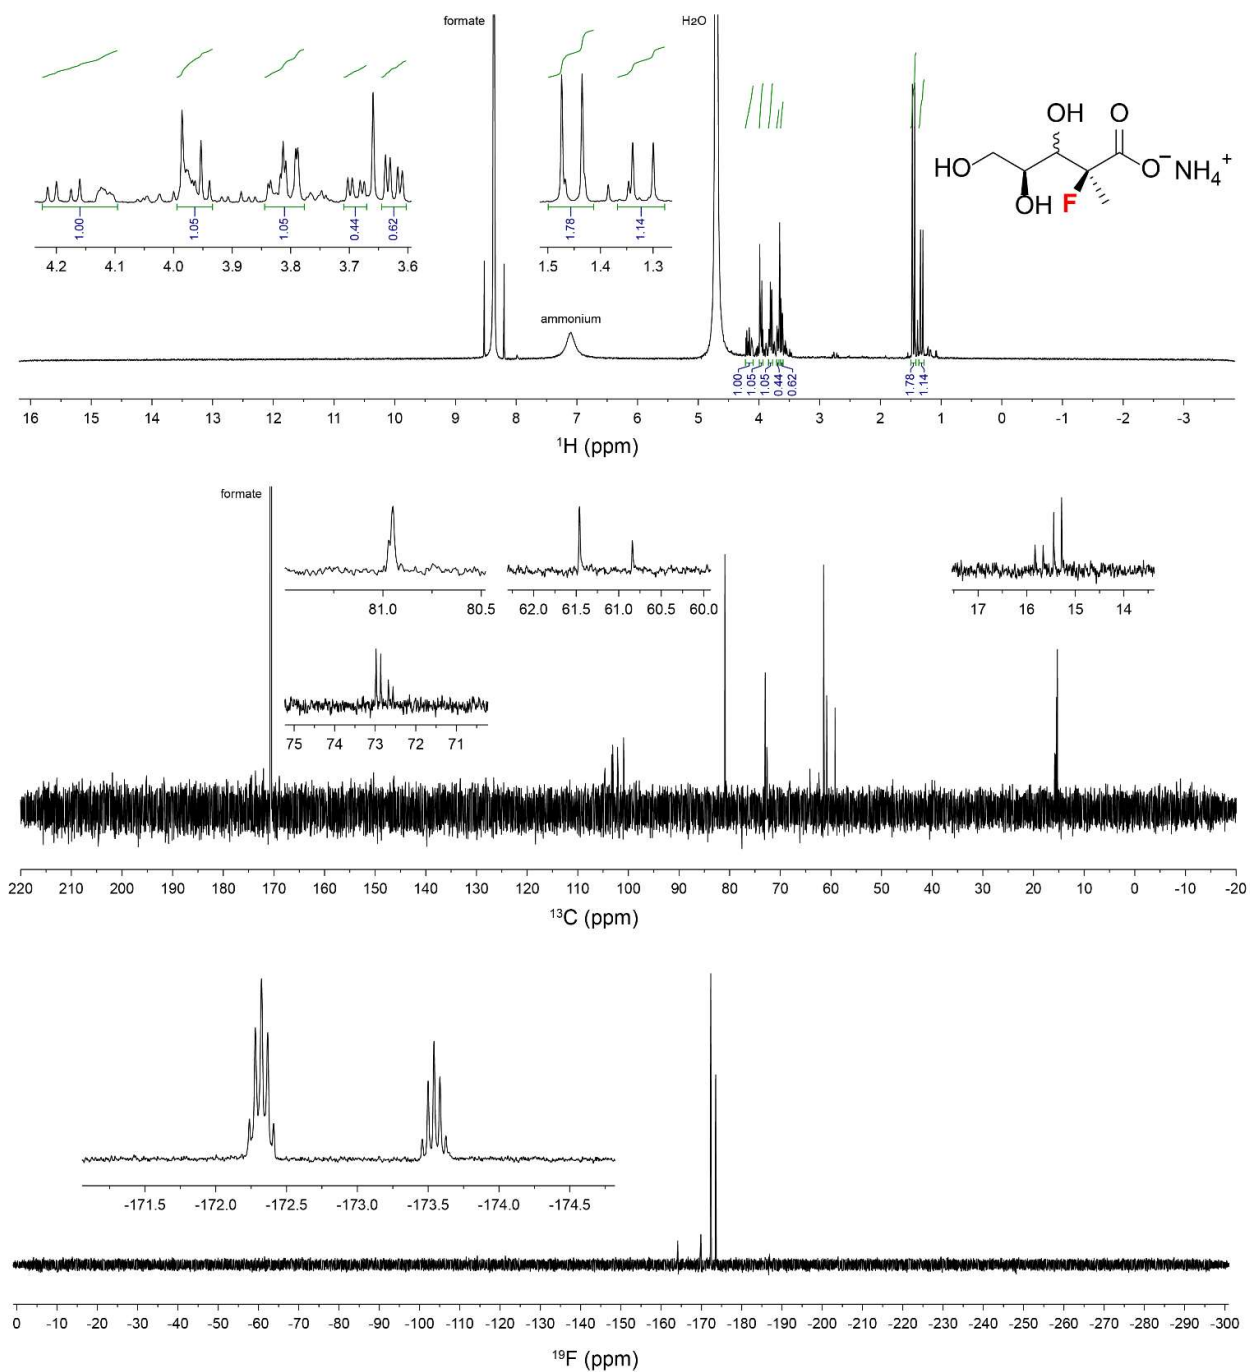 formate
H2O
4.2 4.1 4.0 3.9 3.8 3.7 3.6
1.00 1.05 1.05 0.44 0.62
1.5 1.4 1.3
1.78 1.14
ammonium
OH O
HO O⁻ NH4⁺
OH F
1.00 1.05 1.05 0.44 0.62 1.78 1.14
16 15 14 13 12 11 10 9 8 7 6 5 4 3 2 1 0 -1 -2 -3
¹H (ppm)
formate
81.0 80.5
62.0 61.5 61.0 60.5 60.0
17 16 15 14
75 74 73 72 71
220 210 200 190 180 170 160 150 140 130 120 110 100 90 80 70 60 50 40 30 20 10 0 -10 -20
¹³C (ppm)
-171.5 -172.0 -172.5 -173.0 -173.5 -174.0 -174.5
0 -10 -20 -30 -40 -50 -60 -70 -80 -90 -100 -110 -120 -130 -140 -150 -160 -170 -180 -190 -200 -210 -220 -230 -240 -250 -260 -270 -280 -290 -300
¹⁹F (ppm)